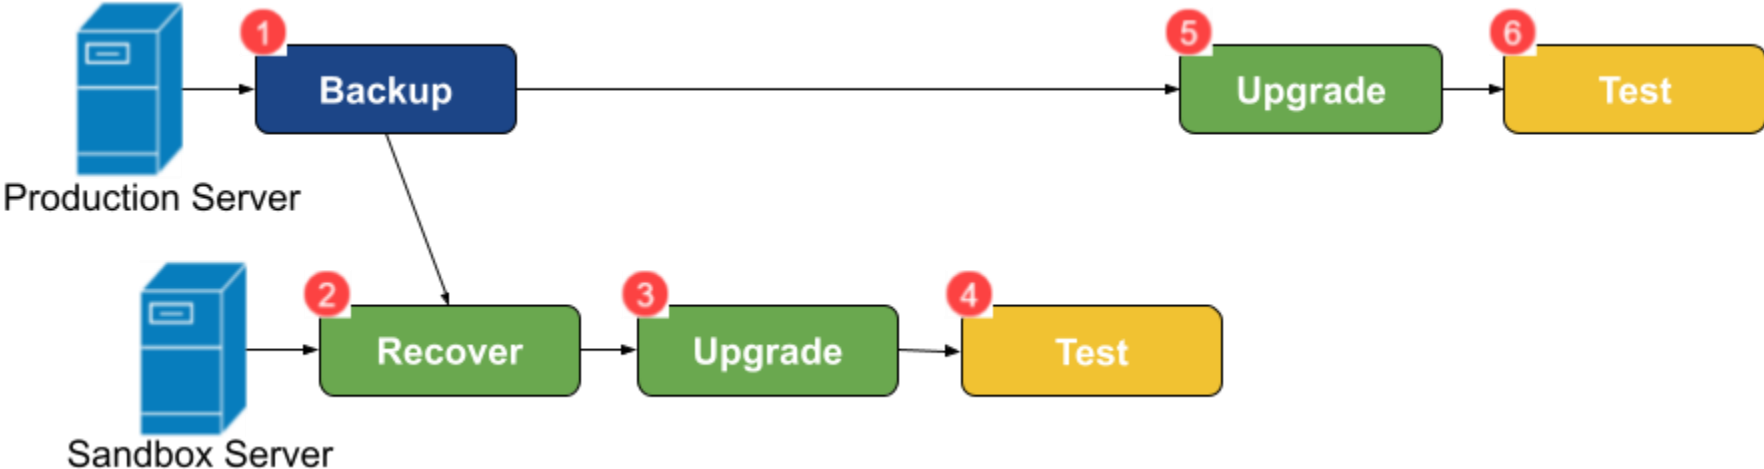 1
Backup
5
Upgrade
6
Test
Production Server
2
Recover
3
Upgrade
4
Test
Sandbox Server